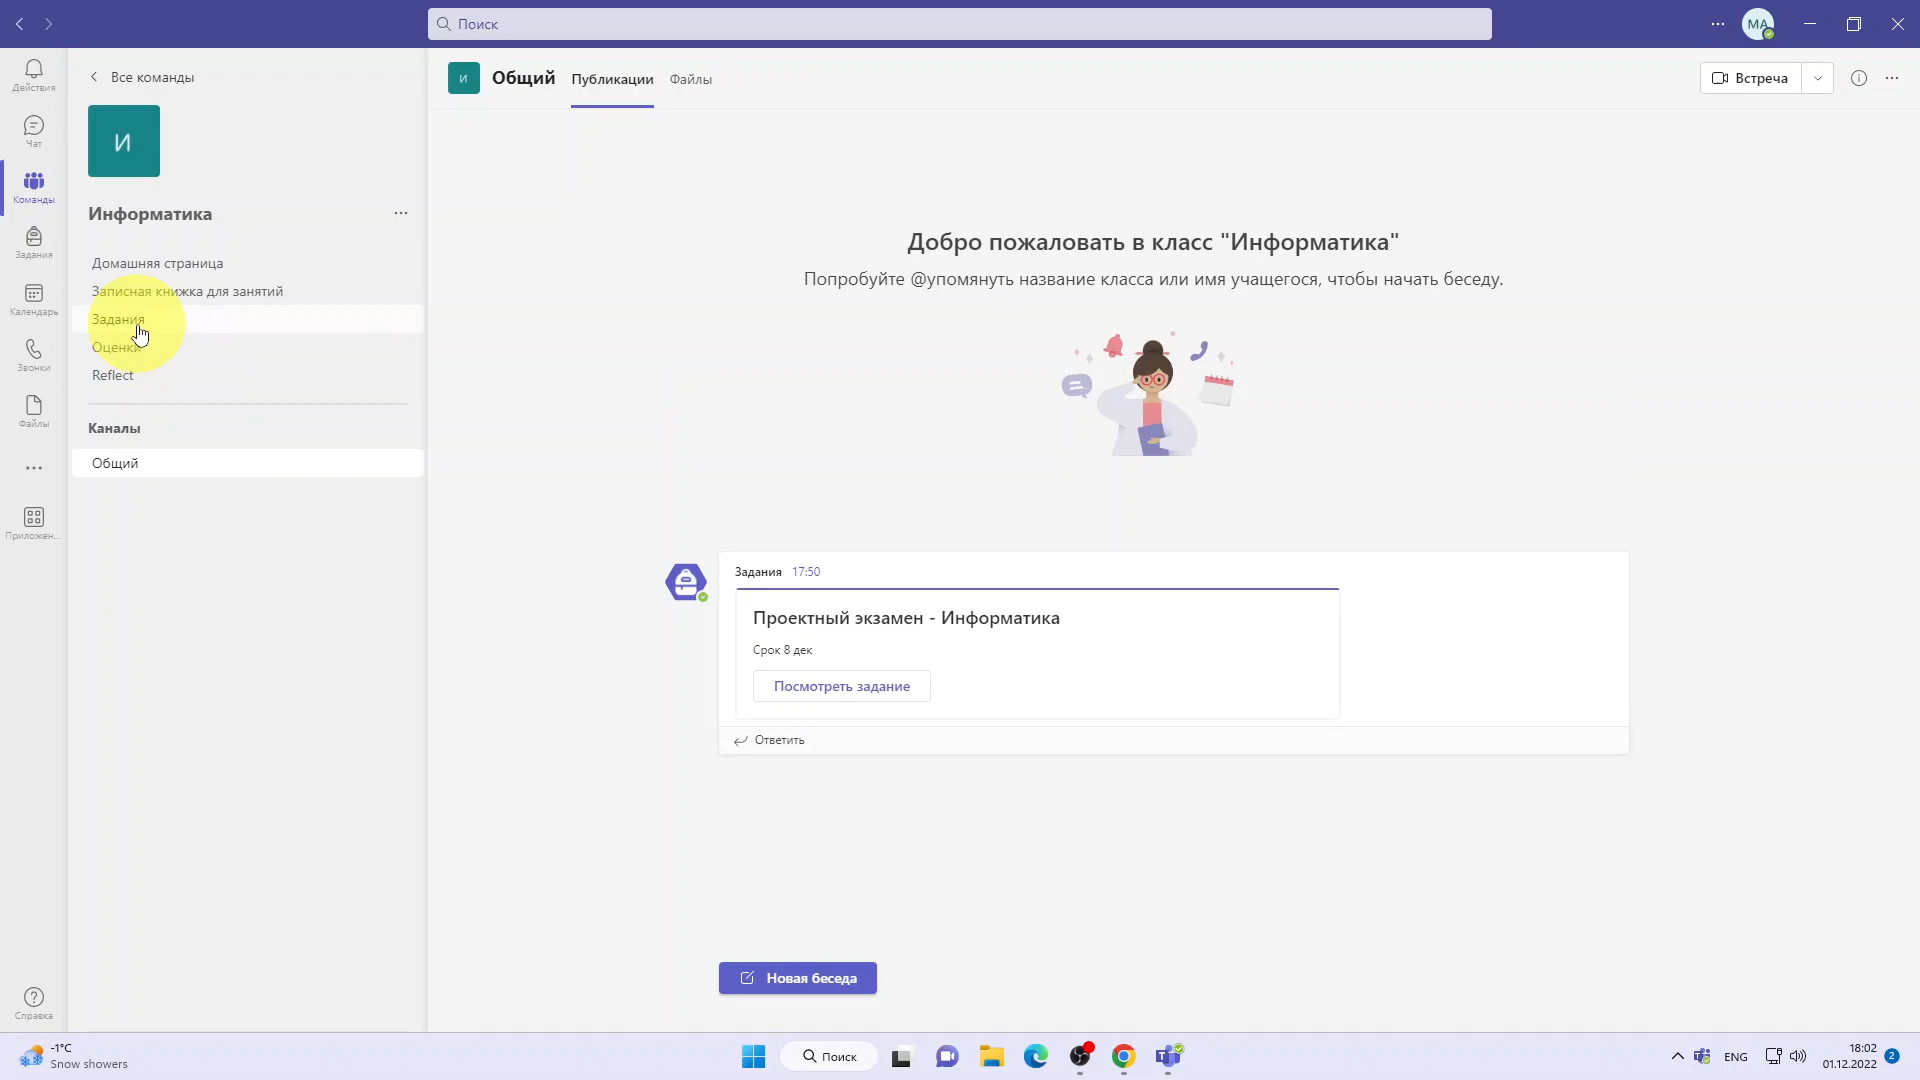 Поиск
MA
Действия
Чат
Команды
Задания
Календарь
Звонки
Файлы
Приложен...
Справка
Все команды
И
Информатика
Домашняя страница
Записная книжка для занятий
Задания
Оценки
Reflect
Каналы
Общий
И
Общий
Публикации
Файлы
Встреча
Добро пожаловать в класс "Информатика"
Попробуйте @упомянуть название класса или имя учащегося, чтобы начать беседу.
Задания 17:50
Проектный экзамен - Информатика
Срок 8 дек
Посмотреть задание
Ответить
Новая беседа
-1°C
Snow showers
Поиск
ENG
18:02
01.12.2022
2